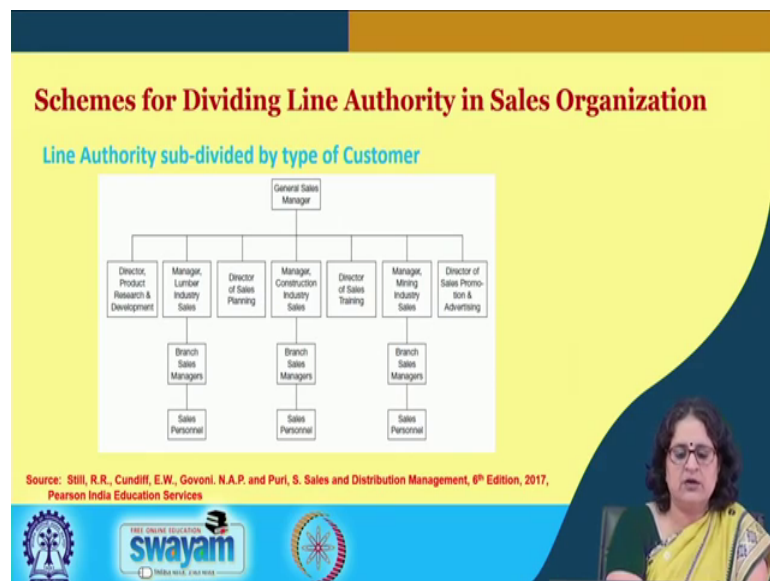 Schemes for Dividing Line Authority in Sales Organization
Line Authority sub-divided by type of Customer
General Sales
Manager
Director,
Product
Research &
Development
Manager,
Lumber
Industry
Sales
Director
of Sales
Planning
Manager,
Construction
Industry
Sales
Director
of Sales
Training
Manager,
Mining
Industry
Sales
Director of
Sales Promo-
tion
& Advertising
Branch
Sales
Managers
Branch
Sales
Managers
Branch
Sales
Managers
Sales
Personnel
Sales
Personnel
Sales
Personnel
Source: Still, R.R., Cundiff, E.W., Govoni. N.A.P. and Puri, S. Sales and Distribution Management, 6th Edition, 2017,
Pearson India Education Services
FREE ONLINE EDUCATION
swayam